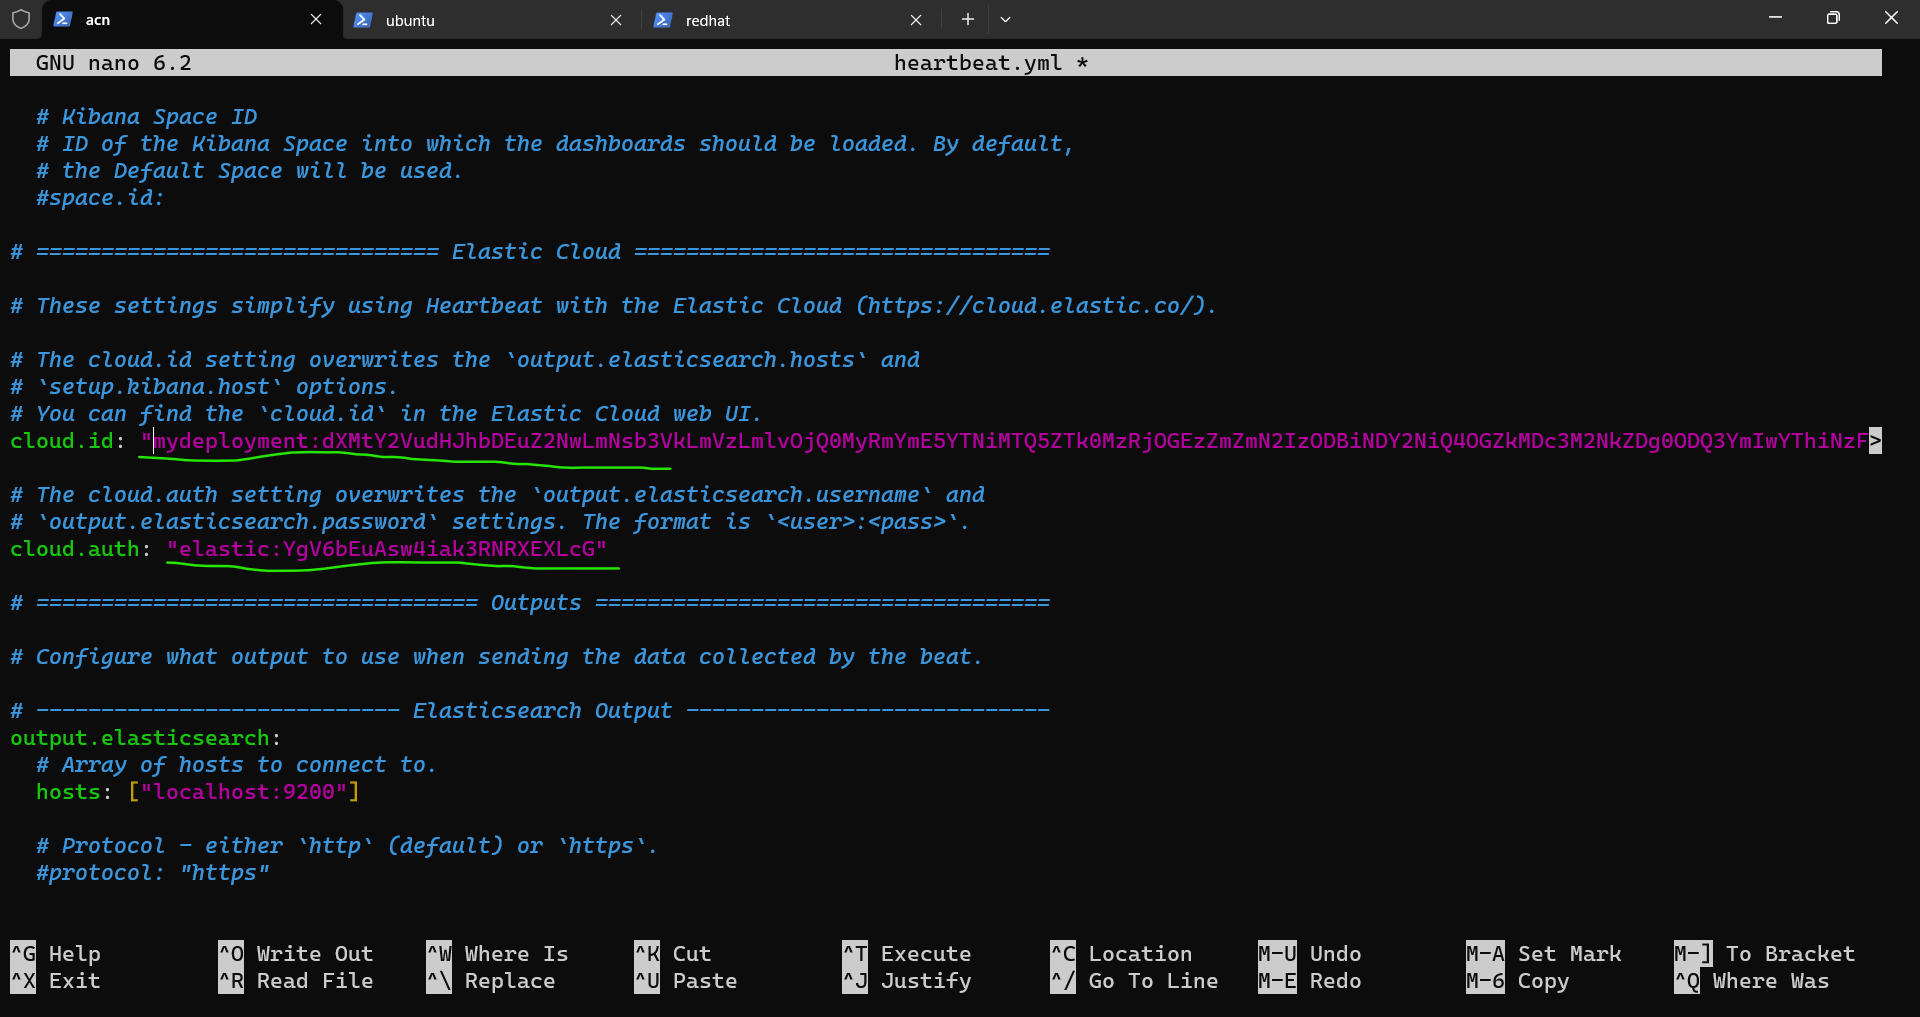 acn
ubuntu
redhat
GNU nano 6.2 heartbeat.yml *
# Kibana Space ID
# ID of the Kibana Space into which the dashboards should be loaded. By default,
# the Default Space will be used.
#space.id:
# =============================== Elastic Cloud ================================
# These settings simplify using Heartbeat with the Elastic Cloud (https://cloud.elastic.co/).
# The cloud.id setting overwrites the `output.elasticsearch.hosts` and
# `setup.kibana.host` options.
# You can find the `cloud.id` in the Elastic Cloud web UI.
cloud.id: "mydeployment:dXMtY2VudHJhbDEuZ2NwLmNsb3VkLmVzLmlvOjQ0MyRmYmE5YTNiMTQ5ZTk0MzRjOGEzZmZmN2IzODBiNDY2NiQ4OGZkMDc3M2NkZDg0ODQ3YmIwYThiNzF>
# The cloud.auth setting overwrites the `output.elasticsearch.username` and
# `output.elasticsearch.password` settings. The format is `<user>:<pass>`.
cloud.auth: "elastic:YgV6bEuAsw4iak3RNRXEXLcG"
# ================================== Outputs ===================================
# Configure what output to use when sending the data collected by the beat.
# ---------------------------- Elasticsearch Output ----------------------------
output.elasticsearch:
# Array of hosts to connect to.
hosts: ["localhost:9200"]
# Protocol - either `http` (default) or `https`.
#protocol: "https"
^G Help ^O Write Out ^W Where Is ^K Cut ^T Execute ^C Location M-U Undo M-A Set Mark M-] To Bracket
^X Exit ^R Read File ^\ Replace ^U Paste ^J Justify ^/ Go To Line M-E Redo M-6 Copy ^Q Where Was